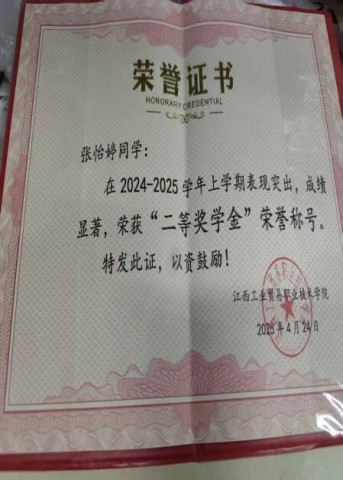 荣誉证书
HONORARY CREDENTIAL
张怡婷同学：
在2024-2025学年上学期表现突出，成绩
显著，荣获“二等奖学金”荣誉称号。
特发此证，以资鼓励！
江西工业贸易职业技术学院
2025年4月24日